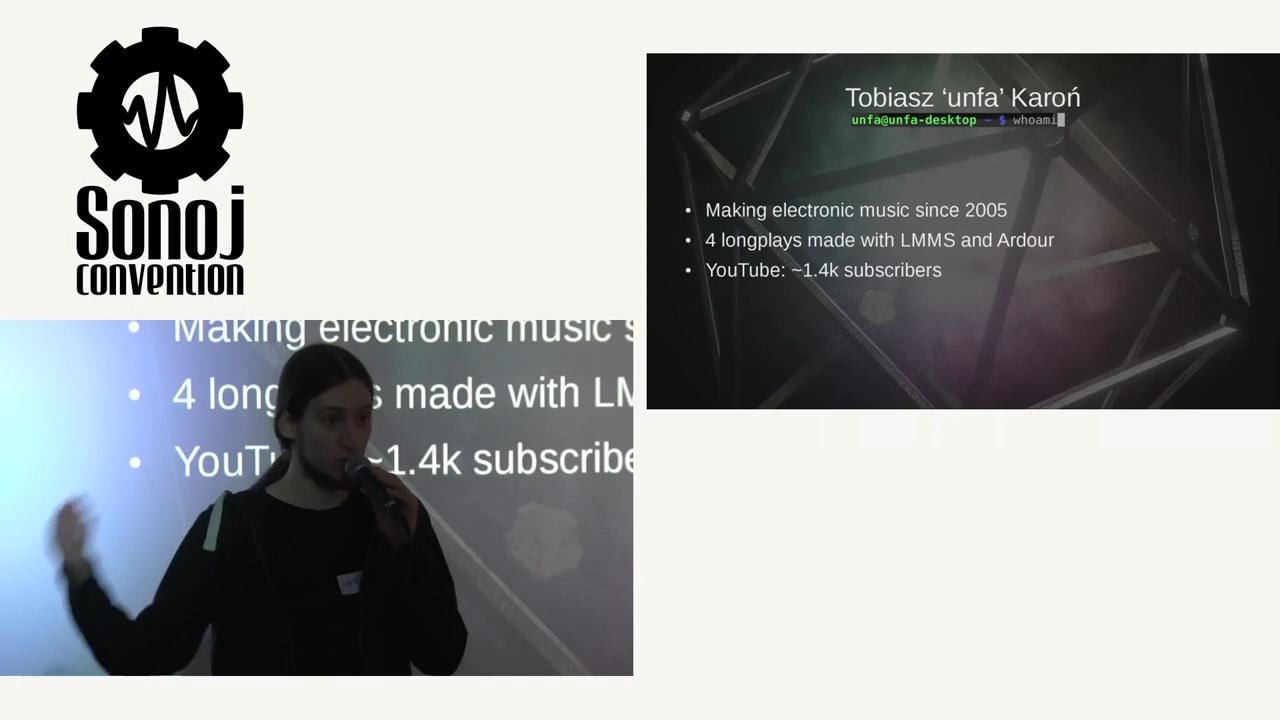 Sonoj
convention
Tobiasz ‘unfa’ Karoń
unfa@unfa-desktop ~ $ whoami
• Making electronic music since 2005
• 4 longplays made with LMMS and Ardour
• YouTube: ~1.4k subscribers
• Making electronic music s
• 4 long s made with LM
• YouTu ~1.4k subscribe